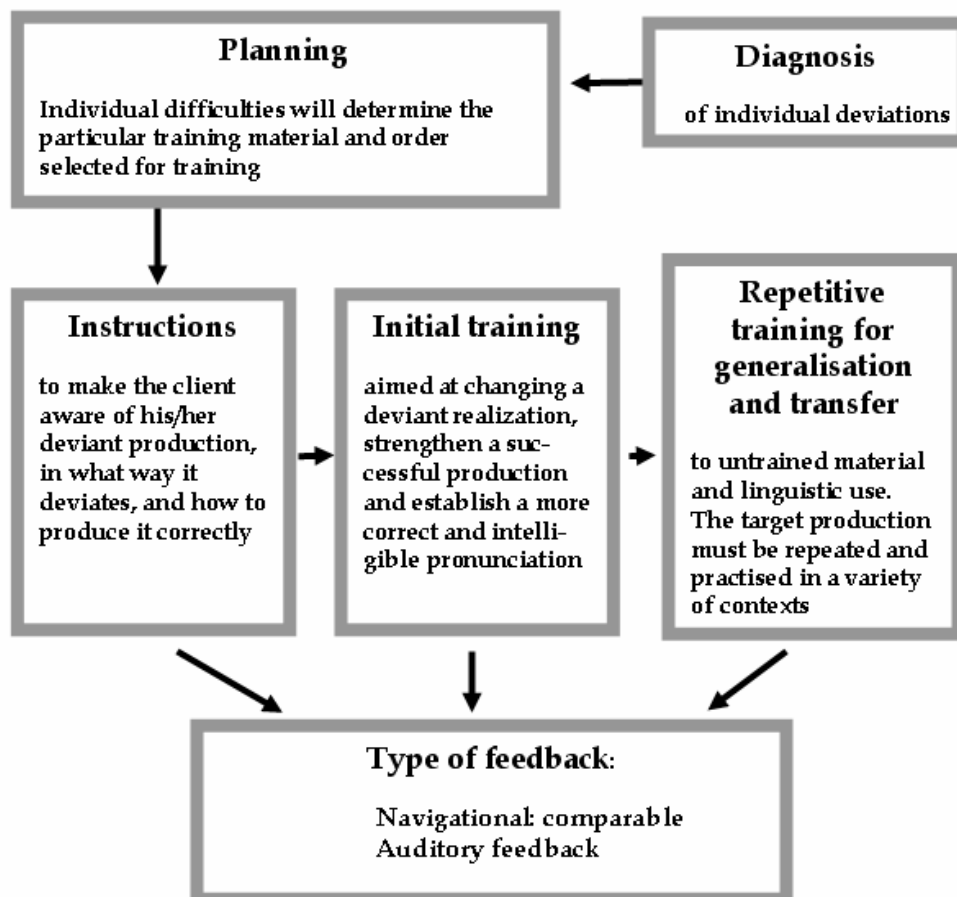 Planning
Individual difficulties will determine the
particular training material and order
selected for training
Diagnosis
of individual deviations
Instructions
to make the client
aware of his/her
deviant production,
in what way it
deviates, and how to
produce it correctly
Initial training
aimed at changing a
deviant realization,
strengthen a suc-
cessful production
and establish a more
correct and intelli-
gible pronunciation
Repetitive
training for
generalisation
and transfer
to untrained material
and linguistic use.
The target production
must be repeated and
practised in a variety
of contexts
Type of feedback:
Navigational: comparable
Auditory feedback